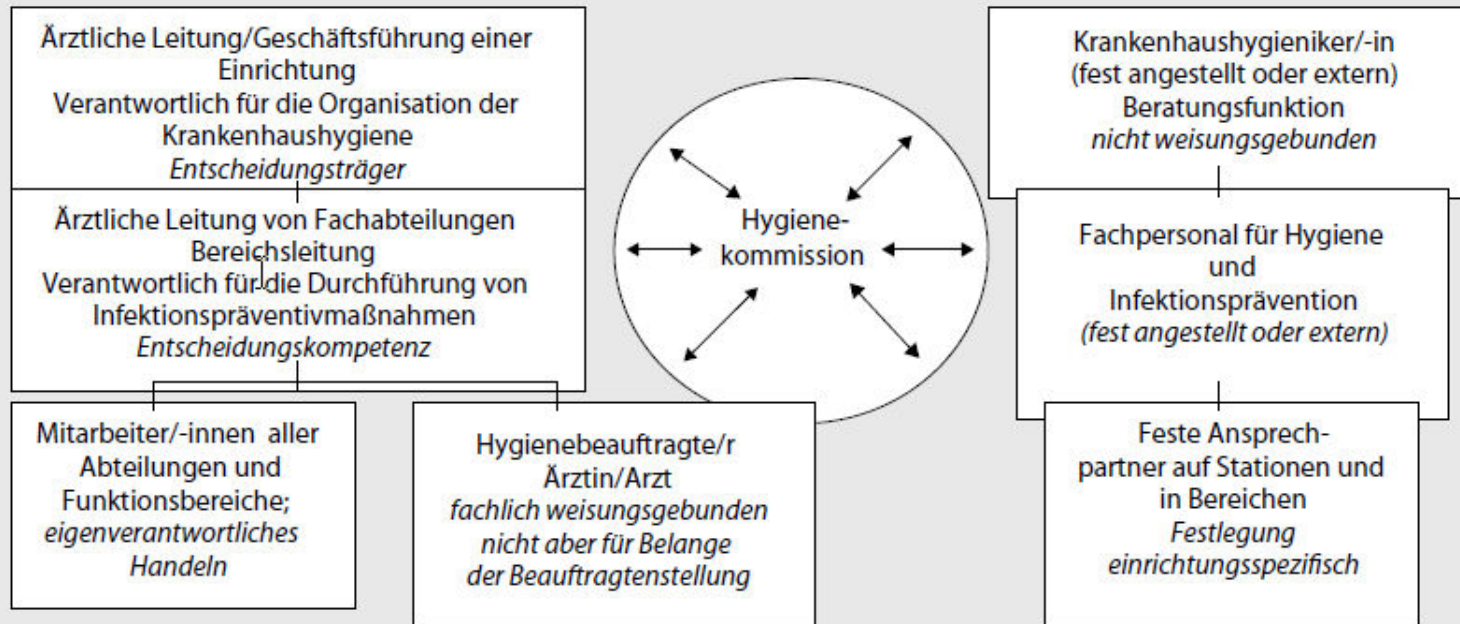 Ärztliche Leitung/Geschäftsführung einer
Einrichtung
Verantwortlich für die Organisation der
Krankenhaushygiene
Entscheidungsträger
Ärztliche Leitung von Fachabteilungen
Bereichsleitung
Verantwortlich für die Durchführung von
Infektionspräventivmaßnahmen
Entscheidungskompetenz
Mitarbeiter/-innen aller
Abteilungen und
Funktionsbereiche;
eigenverantwortliches
Handeln
Hygienebeauftragte/r
Ärztin/Arzt
fachlich weisungsgebunden
nicht aber für Belange
der Beauftragtenstellung
Hygiene-
kommission
Krankenhaushygieniker/-in
(fest angestellt oder extern)
Beratungsfunktion
nicht weisungsgebunden
Fachpersonal für Hygiene
und
Infektionsprävention
(fest angestellt oder extern)
Feste Ansprech-
partner auf Stationen und
in Bereichen
Festlegung
einrichtungsspezifisch